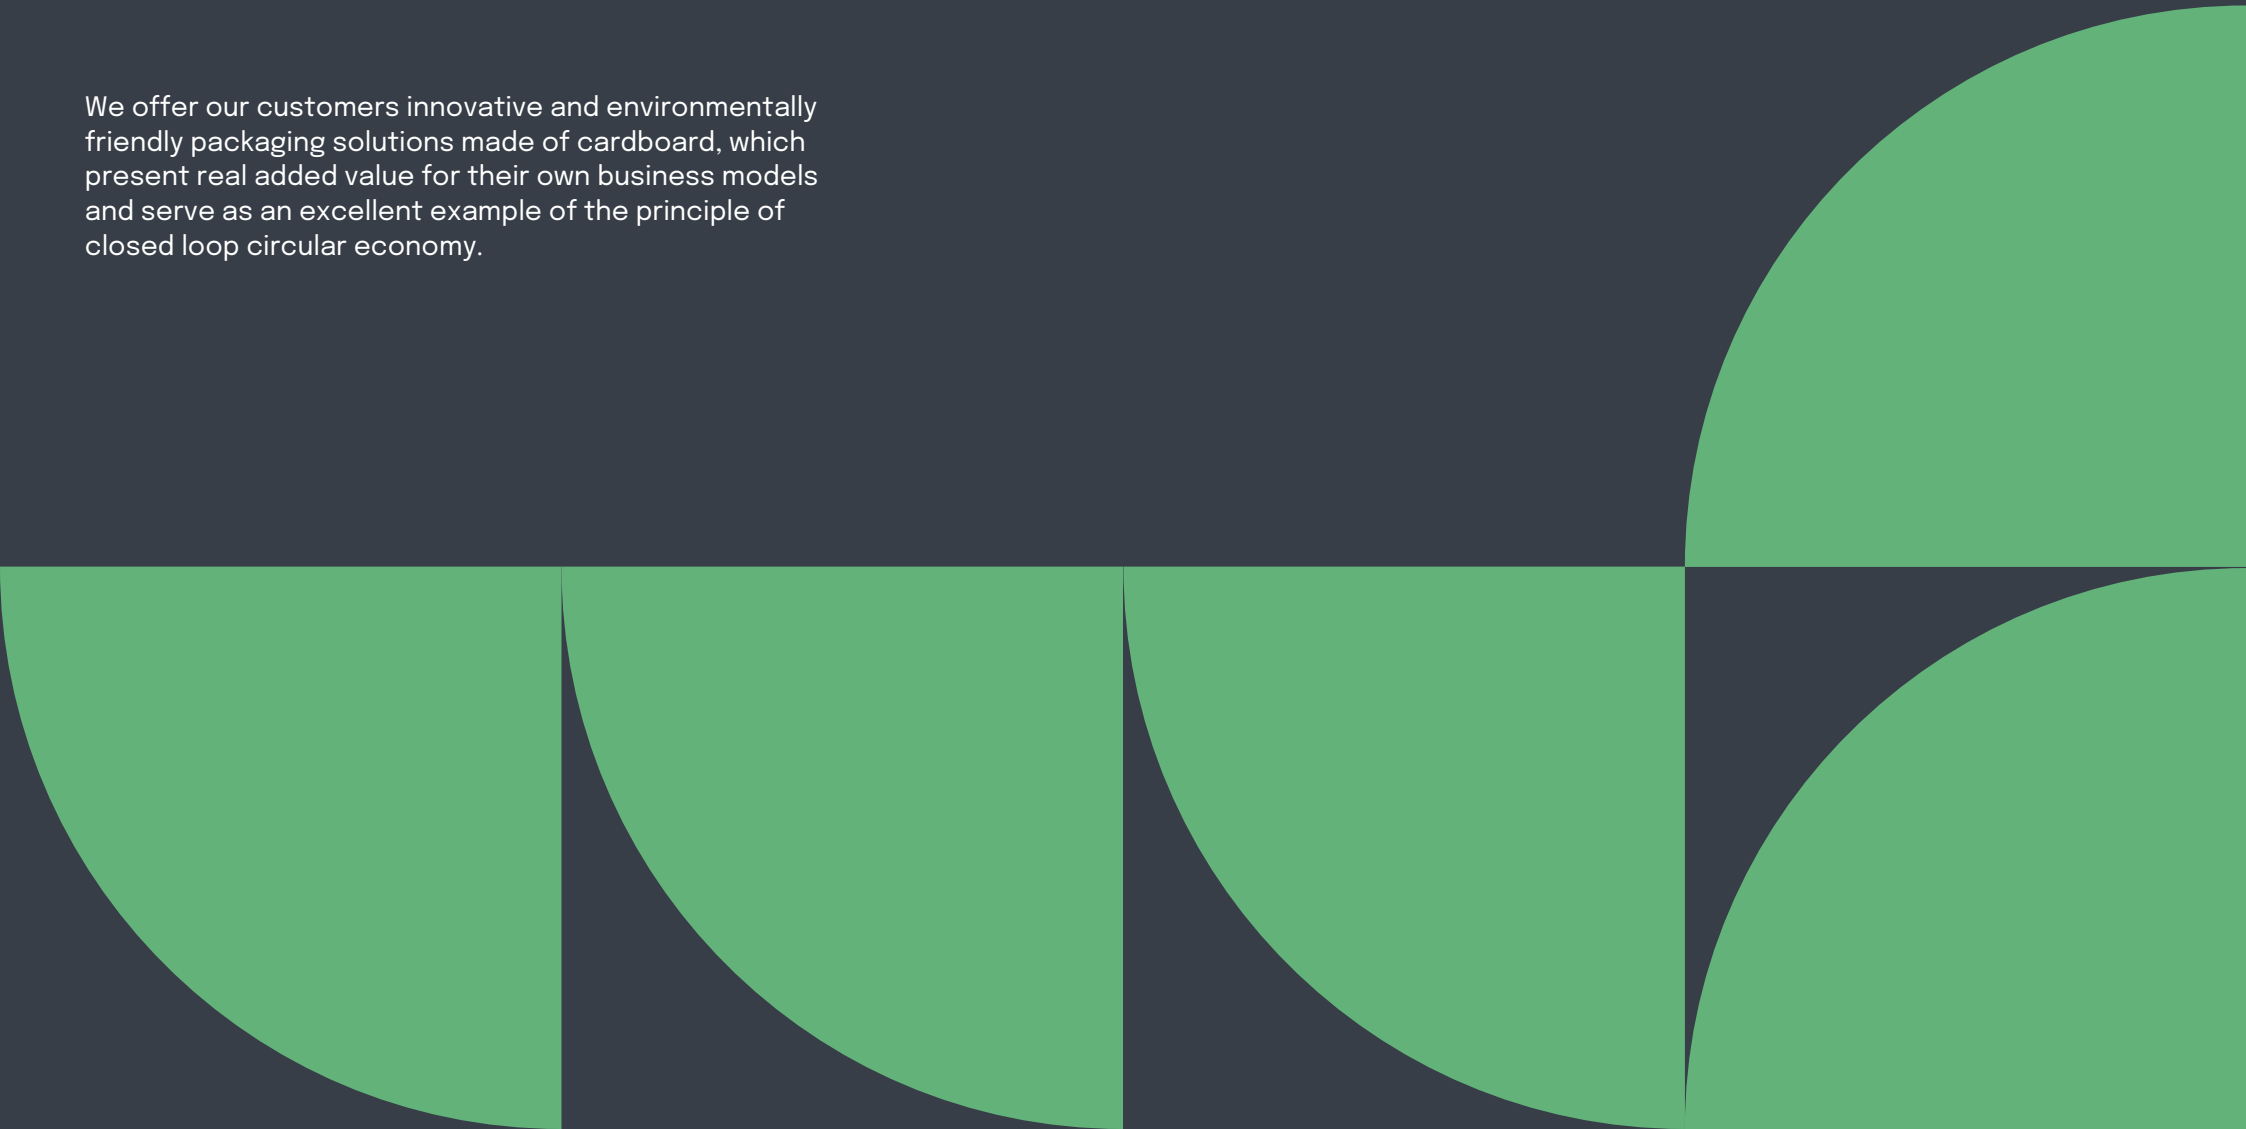 We offer our customers innovative and environmentally
friendly packaging solutions made of cardboard, which
present real added value for their own business models
and serve as an excellent example of the principle of
closed loop circular economy.